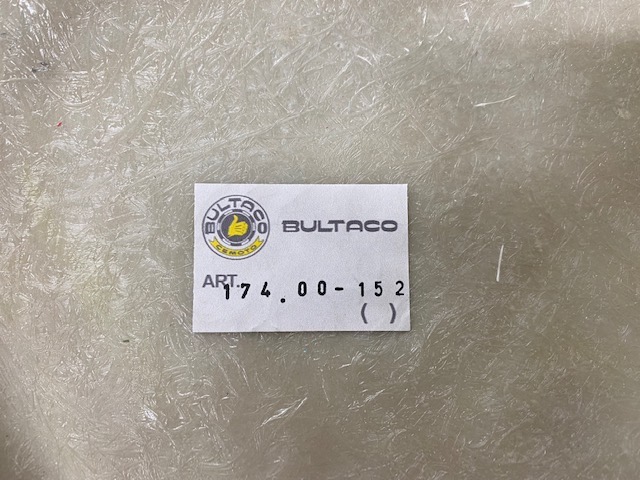 BULTACO
CEMOTO
BULTACO
ART. 174.00-152
( )